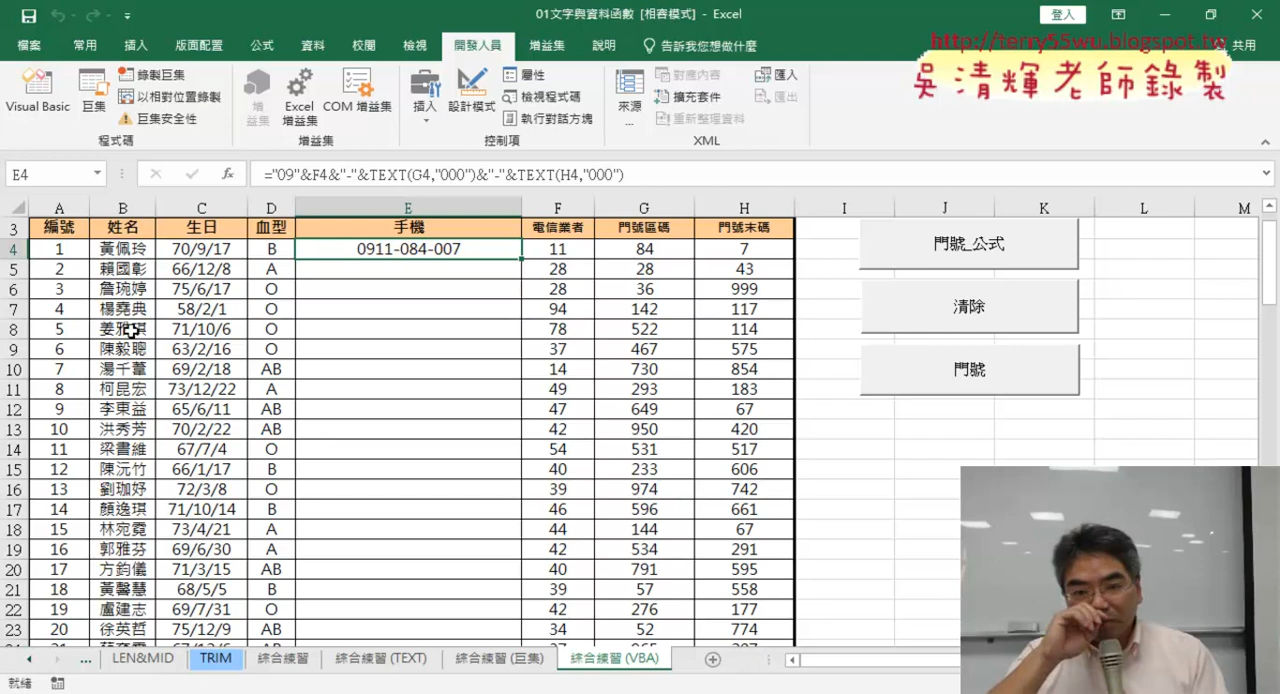 01文字與資料函數 [相容模式] - Excel
登入
檔案 常用 插入 版面配置 公式 資料 校閱 檢視 開發人員 增益集 說明 告訴我您想做什麼 共用
http://terry55wu.blogspot.tw
吳清輝老師錄製
Visual Basic 巨集 錄製巨集 以相對位置錄製 巨集安全性 程式碼
增益集 Excel 增益集 COM 增益集 增益集
插入 設計模式 屬性 檢視程式碼 執行對話方塊 控制項
來源 ... 對應內容 擴充套件 重新整理資料 匯入 匯出 XML
E4 fx ="09"&F4&"-"&TEXT(G4,"000")&"-"&TEXT(H4,"000")
A B C D E F G H I J K L M
3 編號 姓名 生日 血型 手機 電信業者 門號區碼 門號末碼
4 1 黃佩玲 70/9/17 B 0911-084-007 11 84 7
5 2 賴國彰 66/12/8 A 28 28 43
6 3 詹琬婷 75/6/17 O 28 36 999
7 4 楊堯典 58/2/1 O 94 142 117
8 5 姜雅琪 71/10/6 O 78 522 114
9 6 陳毅聰 63/2/16 O 37 467 575
10 7 湯千葦 69/2/18 AB 14 730 854
11 8 柯昆宏 73/12/22 A 49 293 183
12 9 李東益 65/6/11 AB 47 649 67
13 10 洪秀芳 70/2/22 AB 42 950 420
14 11 梁書維 67/7/4 O 54 531 517
15 12 陳沅竹 66/1/17 B 40 233 606
16 13 劉珈妤 72/3/8 O 39 974 742
17 14 顏逸琪 71/10/14 B 46 596 661
18 15 林宛霓 73/4/21 A 44 144 67
19 16 郭雅芬 69/6/30 A 42 534 291
20 17 方鈞儀 71/3/15 AB 40 791 595
21 18 黃馨慧 68/5/5 B 39 57 558
22 19 盧建志 69/7/31 O 42 276 177
23 20 徐英哲 75/12/9 AB 34 52 774
門號_公式
清除
門號
... LEN&MID TRIM 綜合練習 綜合練習 (TEXT) 綜合練習 (巨集) 綜合練習 (VBA)
就緒